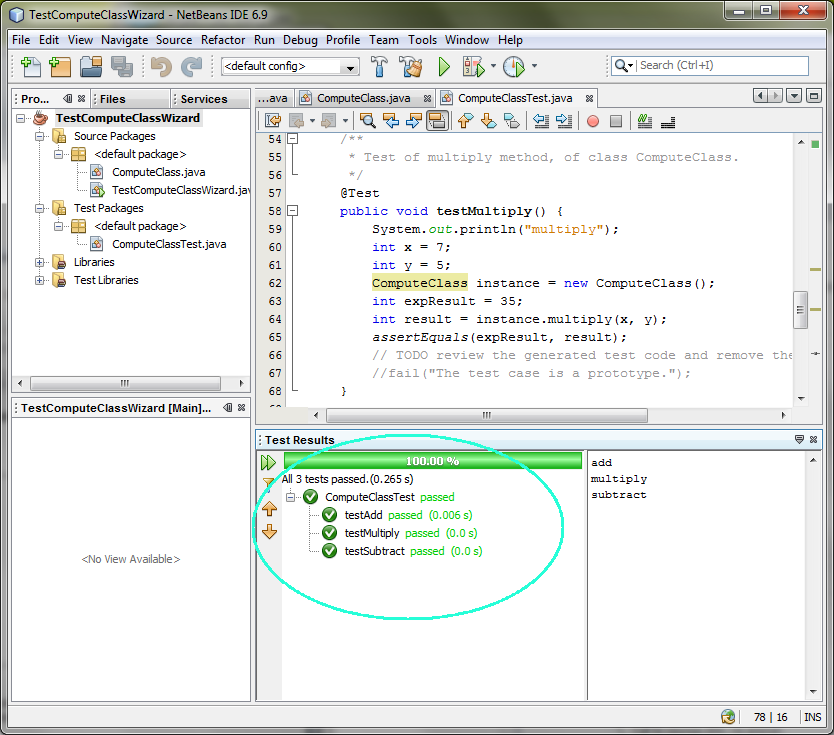 TestComputeClassWizard - NetBeans IDE 6.9
File Edit View Navigate Source Refactor Run Debug Profile Team Tools Window Help
<default config>
Search (Ctrl+I)
Pro... Files Services
TestComputeClassWizard
Source Packages
<default package>
ComputeClass.java
TestComputeClassWizard.jav
Test Packages
<default package>
ComputeClassTest.java
Libraries
Test Libraries
TestComputeClassWizard [Main]...
<No View Available>
...ava ComputeClass.java ComputeClassTest.java
54 /**
55 * Test of multiply method, of class ComputeClass.
56 */
57 @Test
58 public void testMultiply() {
59 System.out.println("multiply");
60 int x = 7;
61 int y = 5;
62 ComputeClass instance = new ComputeClass();
63 int expResult = 35;
64 int result = instance.multiply(x, y);
65 assertEquals(expResult, result);
66 // TODO review the generated test code and remove the
67 //fail("The test case is a prototype.");
68 }
Test Results
100.00 %
All 3 tests passed.(0.265 s)
ComputeClassTest passed
testAdd passed (0.006 s)
testMultiply passed (0.0 s)
testSubtract passed (0.0 s)
add
multiply
subtract
78 | 16 INS